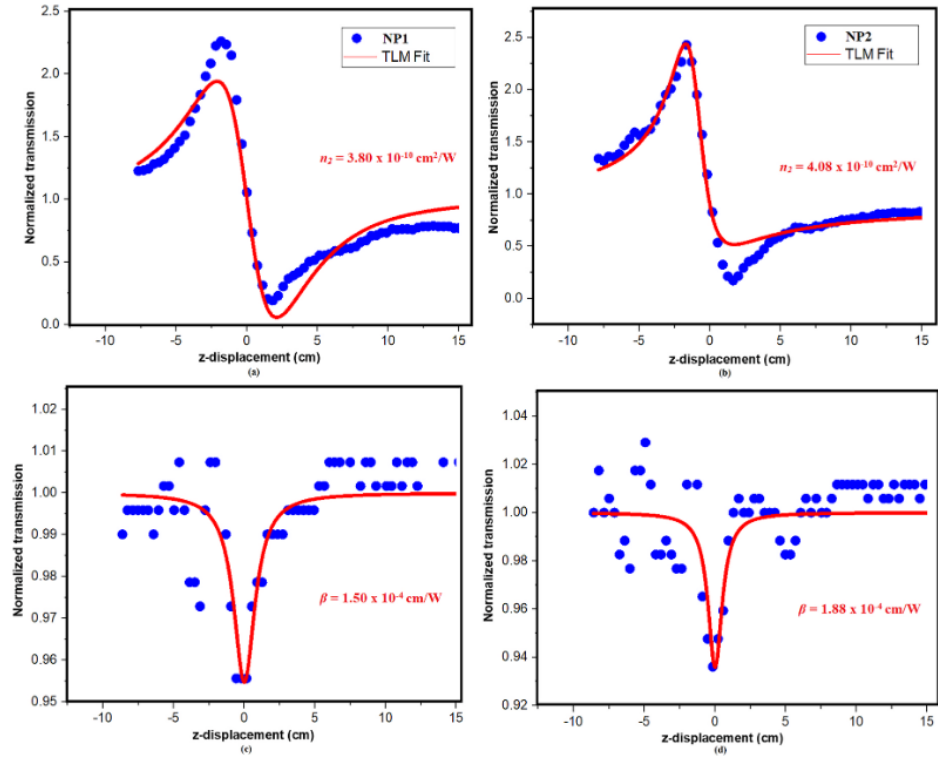 2.5
2.0
1.5
1.0
0.5
0.0
Normalized transmission
NP1
TLM Fit
n2 = 3.80 x 10-10 cm2/W
-10
-5
0
5
10
15
z-displacement (cm)
(a)
2.5
2.0
1.5
1.0
0.5
0.0
Normalized transmission
NP2
TLM Fit
n2 = 4.08 x 10-10 cm2/W
-10
-5
0
5
10
15
z-displacement (cm)
(b)
1.02
1.01
1.00
0.99
0.98
0.97
0.96
0.95
Normalized transmission
β = 1.50 x 10-4 cm/W
-10
-5
0
5
10
15
z-displacement (cm)
(c)
1.04
1.02
1.00
0.98
0.96
0.94
0.92
Normalized transmission
β = 1.88 x 10-4 cm/W
-10
-5
0
5
10
15
z-displacement (cm)
(d)